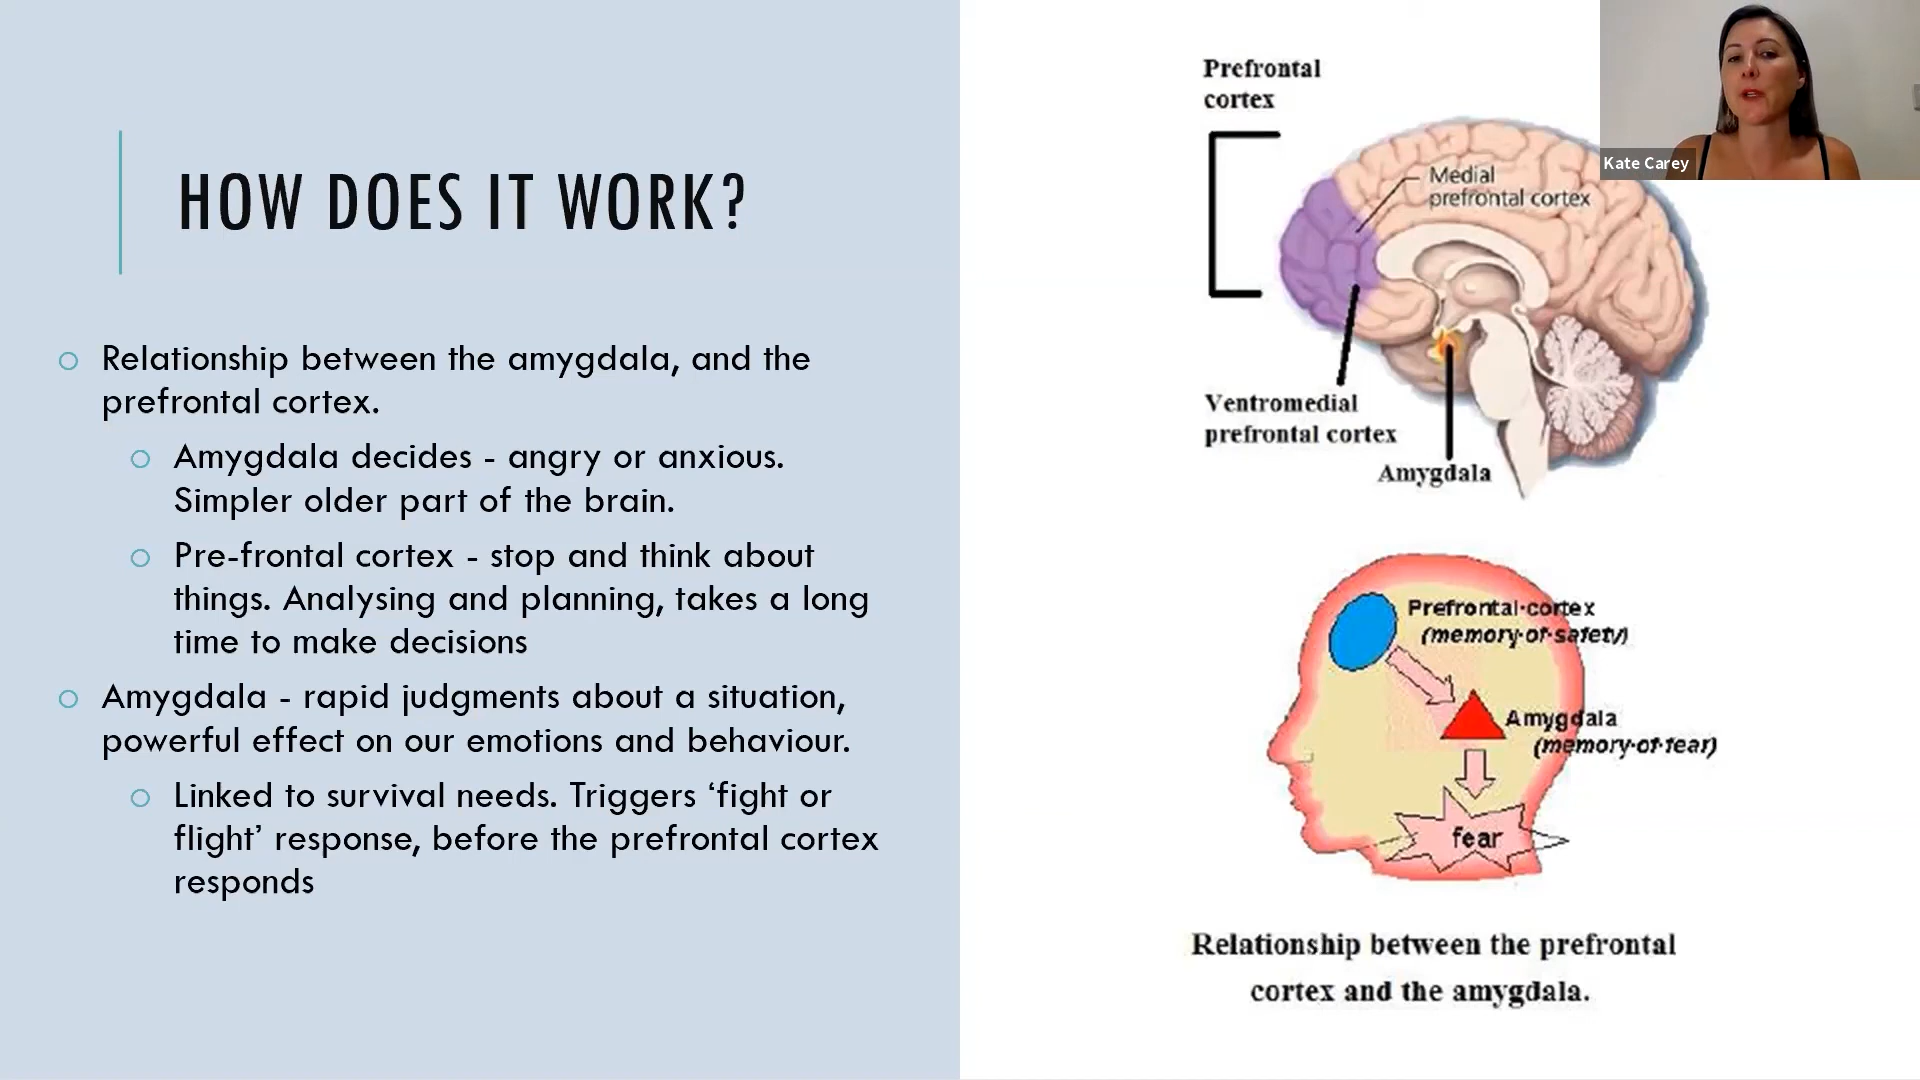 HOW DOES IT WORK?
Relationship between the amygdala, and the
prefrontal cortex.
Amygdala decides - angry or anxious.
Simpler older part of the brain.
Pre-frontal cortex - stop and think about
things. Analysing and planning, takes a long
time to make decisions
Amygdala - rapid judgments about a situation,
powerful effect on our emotions and behaviour.
Linked to survival needs. Triggers ‘fight or
flight’ response, before the prefrontal cortex
responds
Prefrontal
cortex
Medial
prefrontal cortex
Ventromedial
prefrontal cortex
Amygdala
Kate Carey
Prefrontal·cortex
(memory·of·safety)
Amygdala
(memory·of·fear)
fear
Relationship between the prefrontal
cortex and the amygdala.